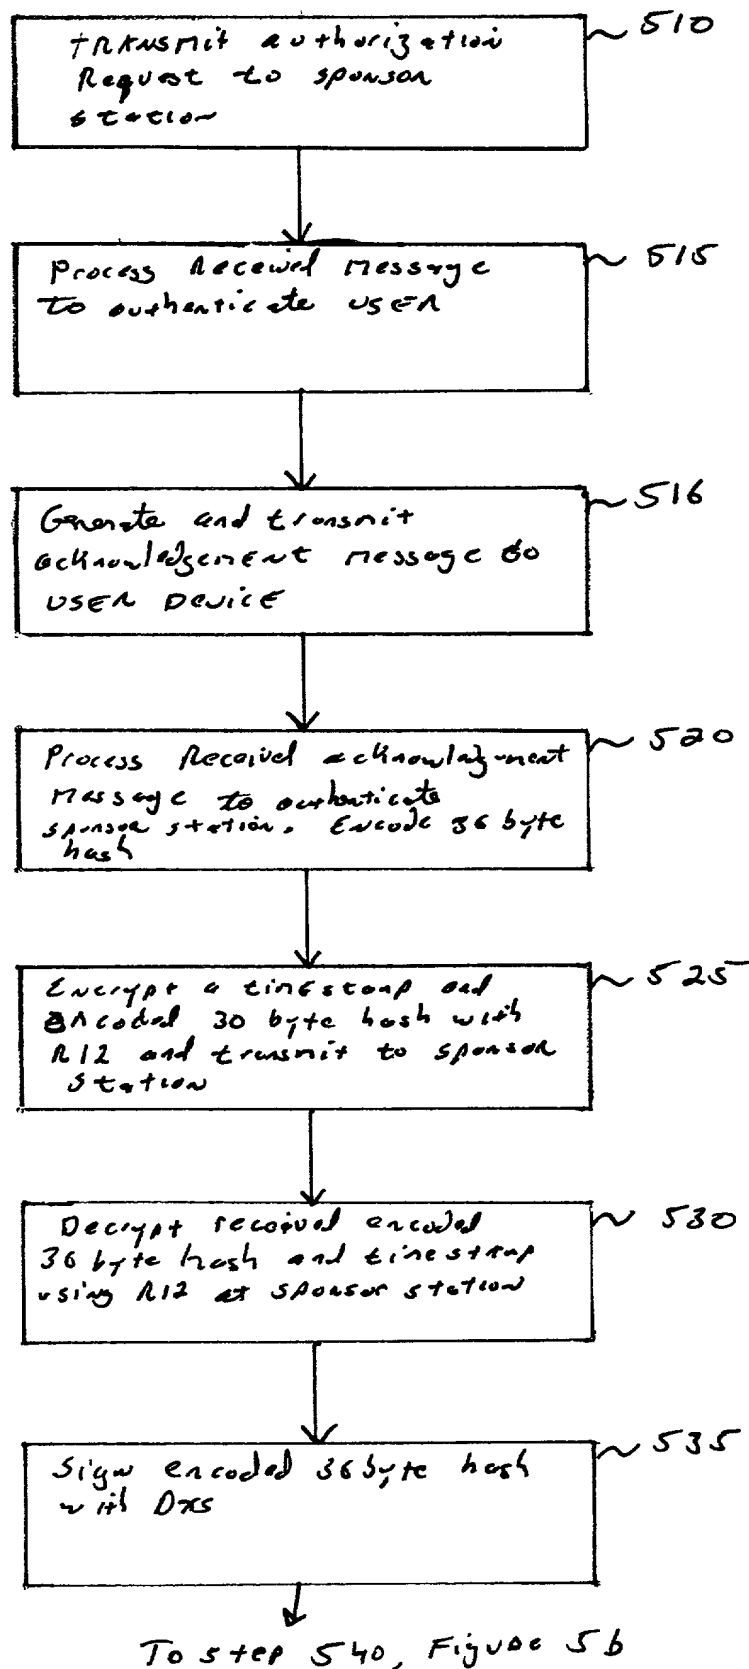 TRANSMIT authorization
Request to sponsor
station
510
Process Received Message
to authenticate USER
515
Generate and transmit
acknowledgement message to
USER DEVICE
516
Process Received acknowledgment
Message to authenticate
sponsor station. Encode 36 byte
hash
520
Encrypt a timestamp and
encoded 30 byte hash with
R12 and transmit to sponsor
station
525
Decrypt received encoded
36 byte hash and timestamp
using R12 at sponsor station
530
Sign encoded 36 byte hash
with Dxs
535
To step 540, Figure 5b